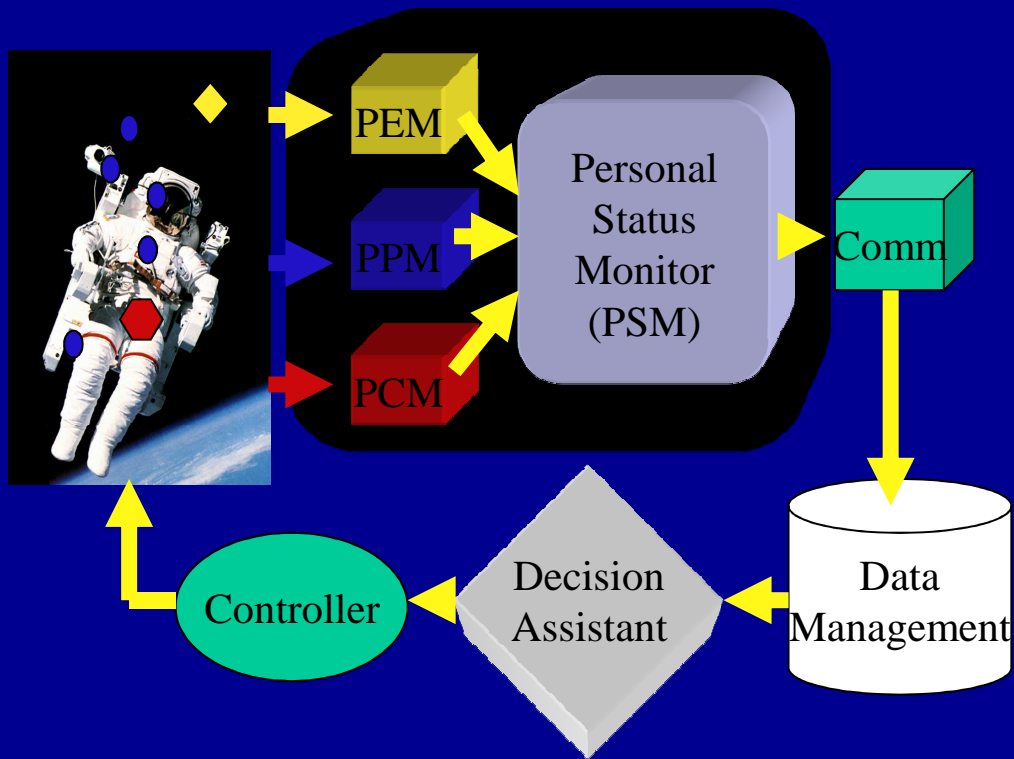 PEM
PPM
PCM
Personal
Status
Monitor
(PSM)
Comm
Data
Management
Decision
Assistant
Controller